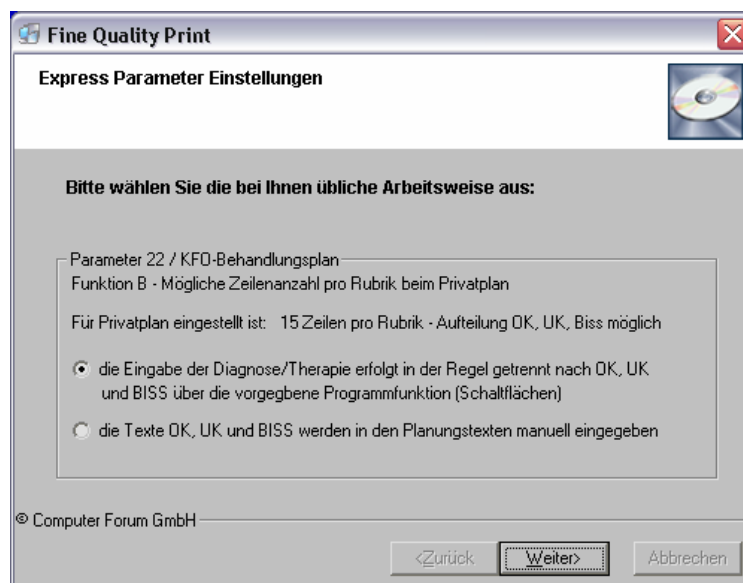 Fine Quality Print
Express Parameter Einstellungen
Bitte wählen Sie die bei Ihnen übliche Arbeitsweise aus:
Parameter 22 / KFO-Behandlungsplan
Funktion B - Mögliche Zeilenanzahl pro Rubrik beim Privatplan
Für Privatplan eingestellt ist: 15 Zeilen pro Rubrik - Aufteilung OK, UK, Biss möglich
die Eingabe der Diagnose/Therapie erfolgt in der Regel getrennt nach OK, UK
und BISS über die vorgegbene Programmfunktion (Schaltflächen)
die Texte OK, UK und BISS werden in den Planungstexten manuell eingegeben
© Computer Forum GmbH
<Zurück Weiter> Abbrechen